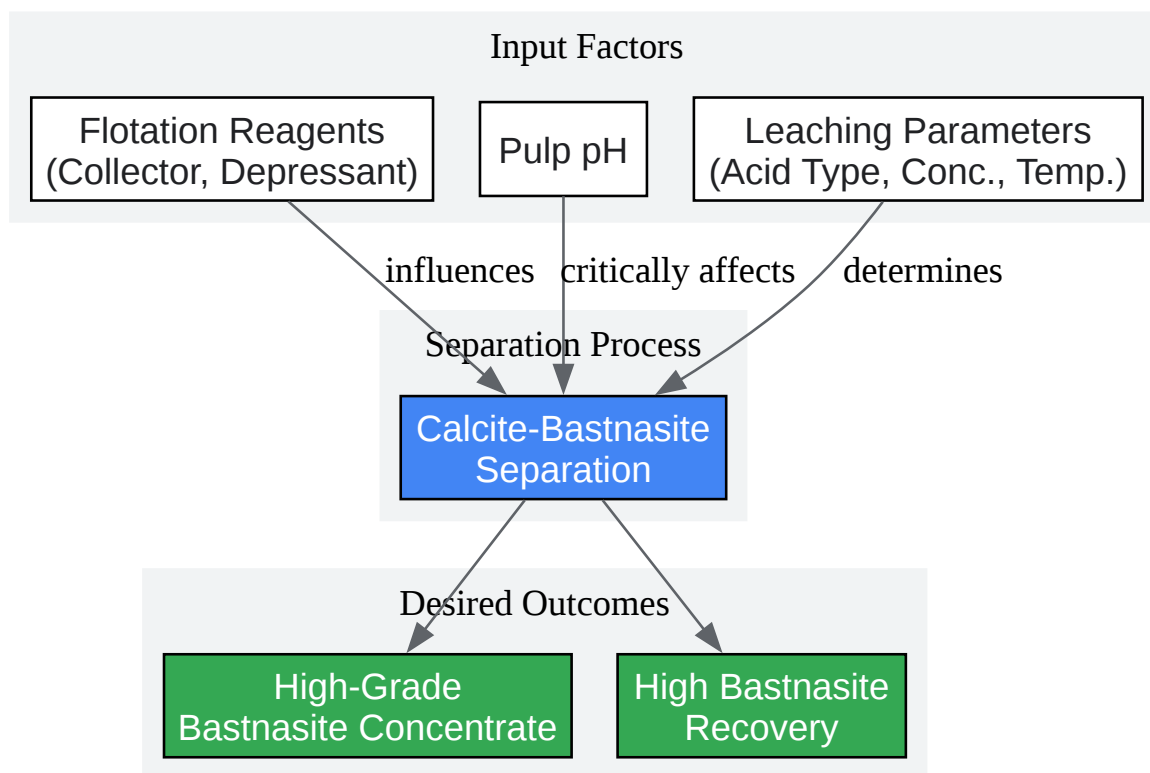 Input Factors
Flotation Reagents
(Collector, Depressant)
Pulp pH
Leaching Parameters
(Acid Type, Conc., Temp.)
influences
critically affects
determines
Separation Process
Calcite-Bastnasite
Separation
Desired Outcomes
High-Grade
Bastnasite Concentrate
High Bastnasite
Recovery